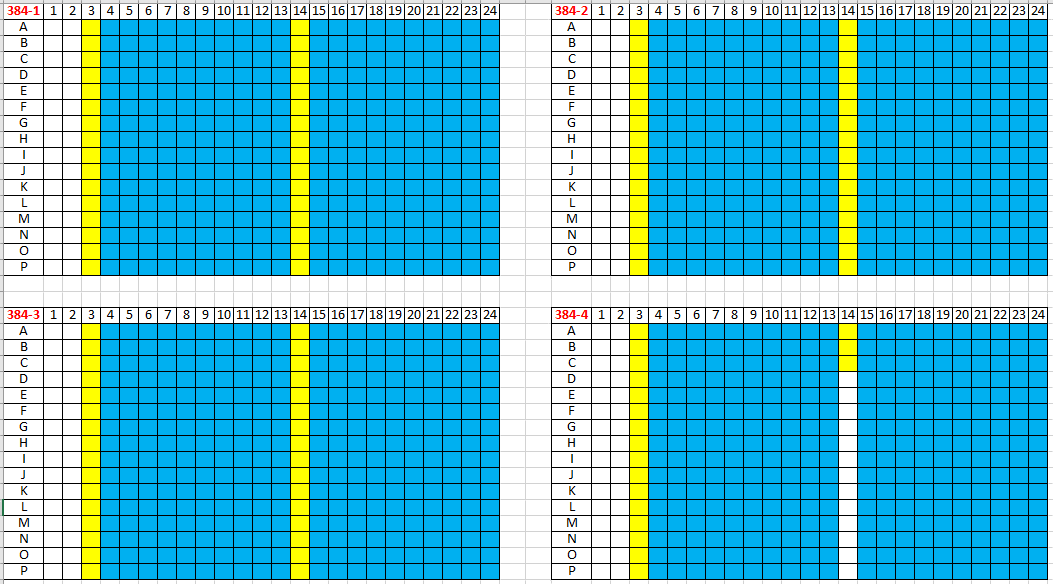 384-1 1 2 3 4 5 6 7 8 9 10 11 12 13 14 15 16 17 18 19 20 21 22 23 24 384-2 1 2 3 4 5 6 7 8 9 10 11 12 13 14 15 16 17 18 19 20 21 22 23 24
A A
B B
C C
D D
E E
F F
G G
H H
I I
J J
K K
L L
M M
N N
O O
P P
384-3 1 2 3 4 5 6 7 8 9 10 11 12 13 14 15 16 17 18 19 20 21 22 23 24 384-4 1 2 3 4 5 6 7 8 9 10 11 12 13 14 15 16 17 18 19 20 21 22 23 24
A A
B B
C C
D D
E E
F F
G G
H H
I I
J J
K K
L L
M M
N N
O O
P P